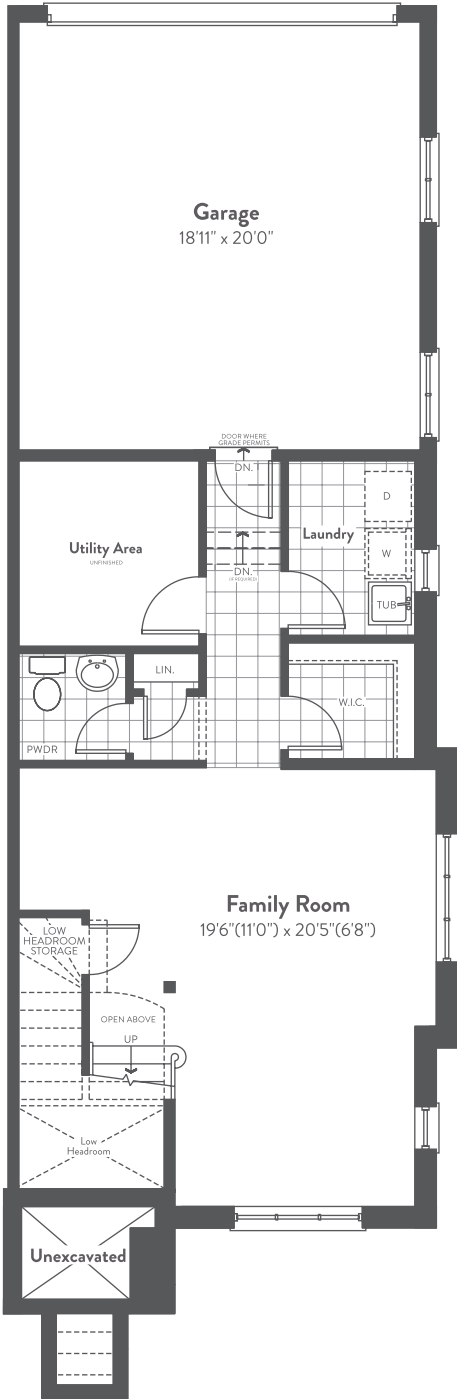 Garage
18'11" x 20'0"
DOOR WHERE
GRADE PERMITS
DN.
D
Laundry
Utility Area
UNFINISHED
W
DN.
(IF REQUIRED)
TUB
LIN.
W.I.C.
PWDR
Family Room
19'6"(11'0") x 20'5"(6'8")
LOW
HEADROOM
STORAGE
OPEN ABOVE
UP
Low
Headroom
Unexcavated